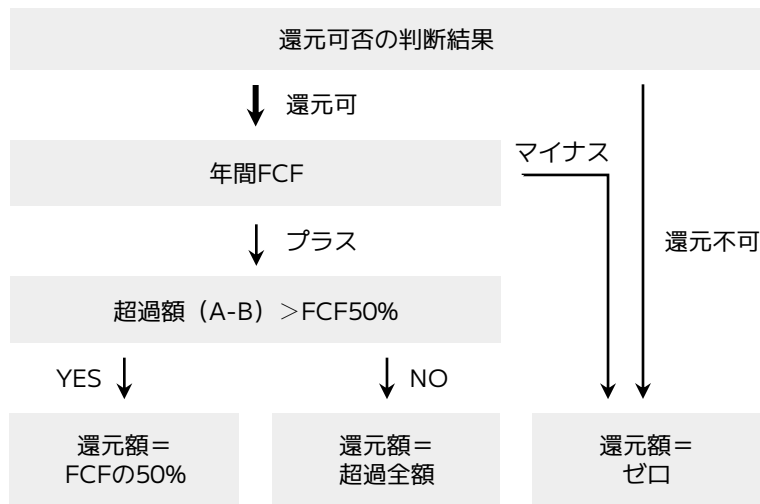 還元可否の判断結果
還元可
年間FCF
マイナス
プラス
還元不可
超過額（A-B）＞FCF50%
YES
NO
還元額＝
FCFの50%
還元額＝
超過全額
還元額＝
ゼロ